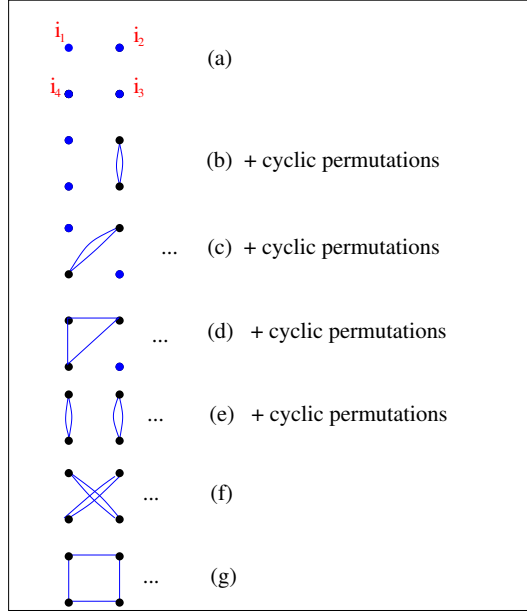 i1 i2
(a)
i4 i3
(b) + cyclic permutations
... (c) + cyclic permutations
... (d) + cyclic permutations
... (e) + cyclic permutations
... (f)
... (g)